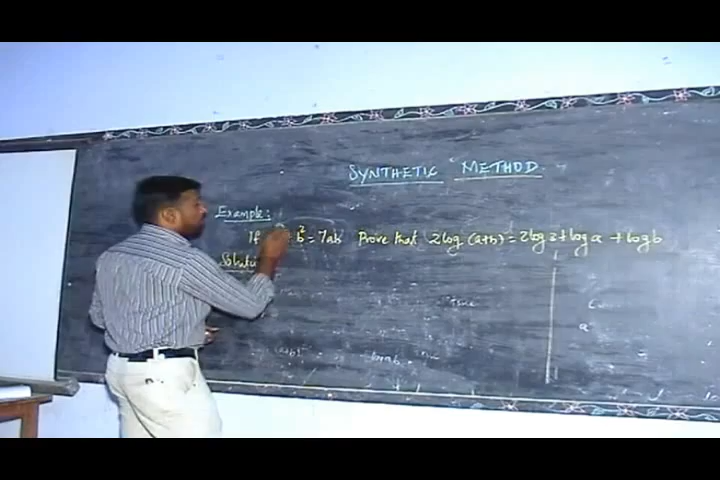 SYNTHETIC METHOD
Example:
If b² = 7ab Prove that 2log (a+b) = 2log 3 + log a + log b
Soluti